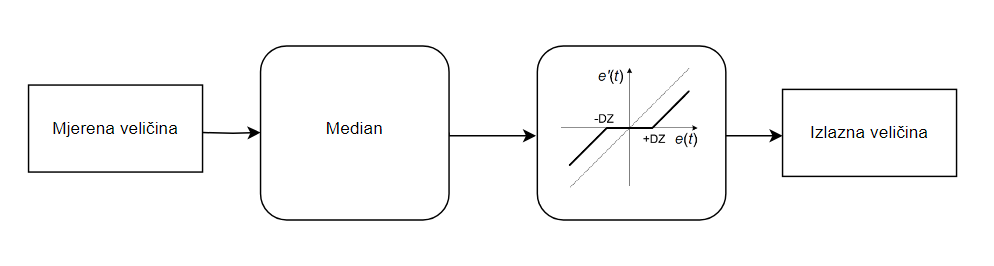 Mjerena veličina
Median
e'(t)
-DZ
+DZ e(t)
Izlazna veličina